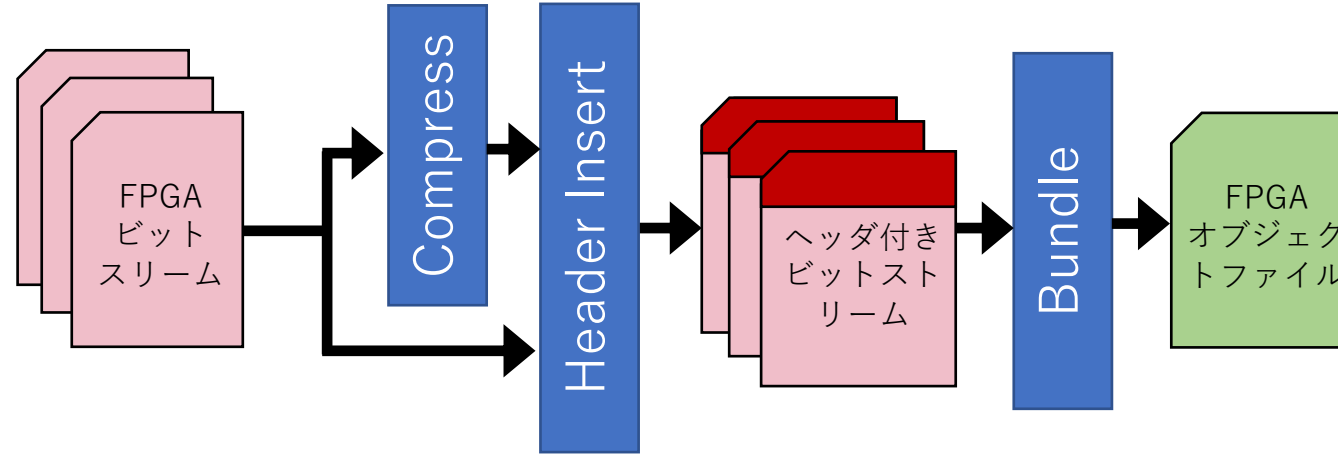 FPGA
ビット
スリーム
Compress
Header Insert
ヘッダ付き
ビットスト
リーム
Bundle
FPGA
オブジェク
トファイル